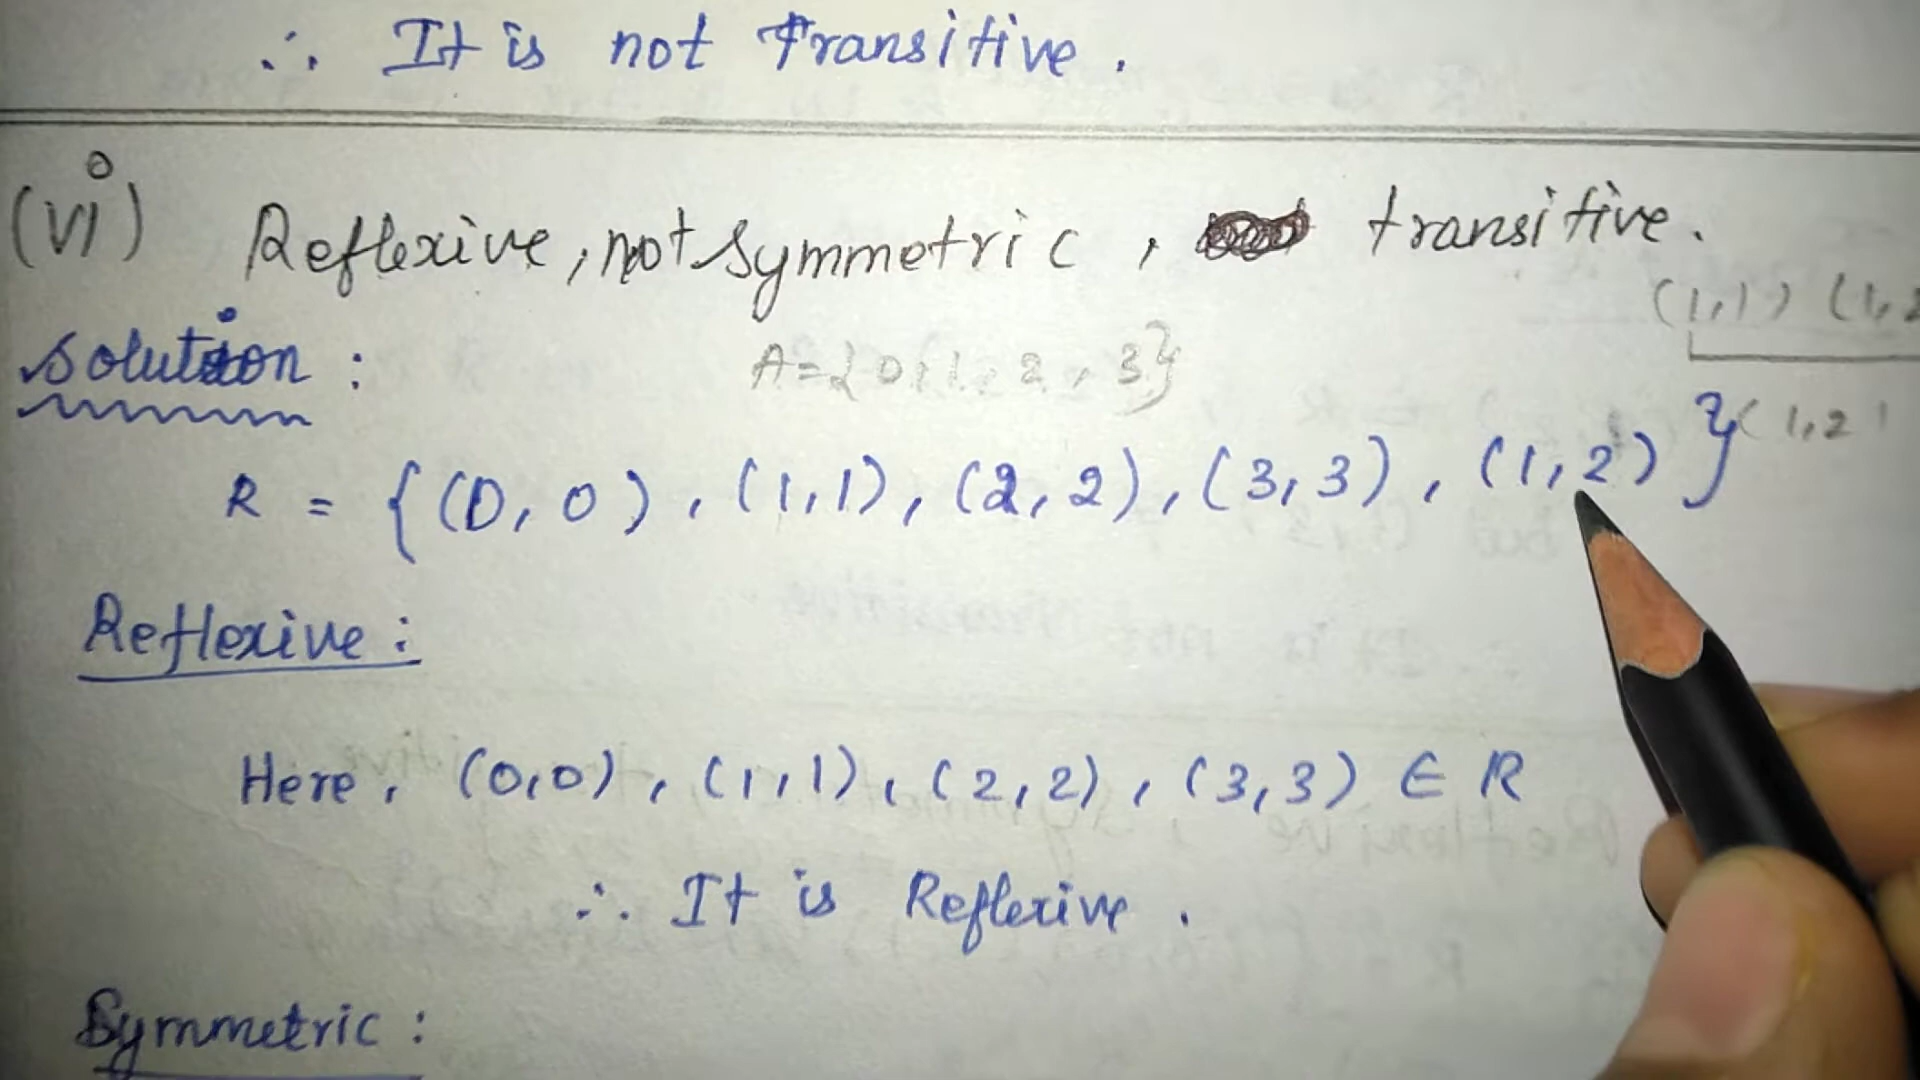 ∴ It is not Transitive.
(vi) Reflexive, not Symmetric, transitive.
(1,1) (1,
Solution :
A = {0,1,2,3}
(1,2)
R = {(0,0), (1,1), (2,2), (3,3), (1,2)}
Reflexive :
Here, (0,0), (1,1), (2,2), (3,3) ∈ R
∴ It is Reflexive.
Symmetric :